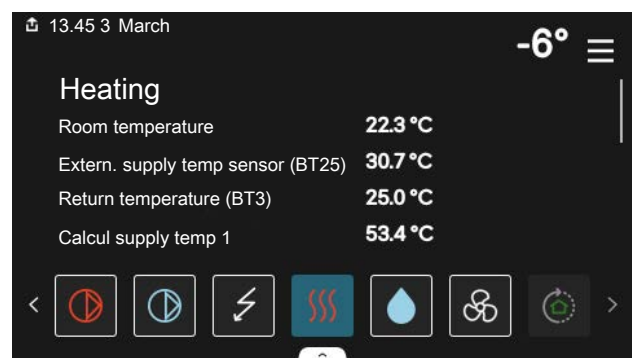 13.45 3 March
-6°
Heating
Room temperature 22.3 °C
Extern. supply temp sensor (BT25) 30.7 °C
Return temperature (BT3) 25.0 °C
Calcul supply temp 1 53.4 °C